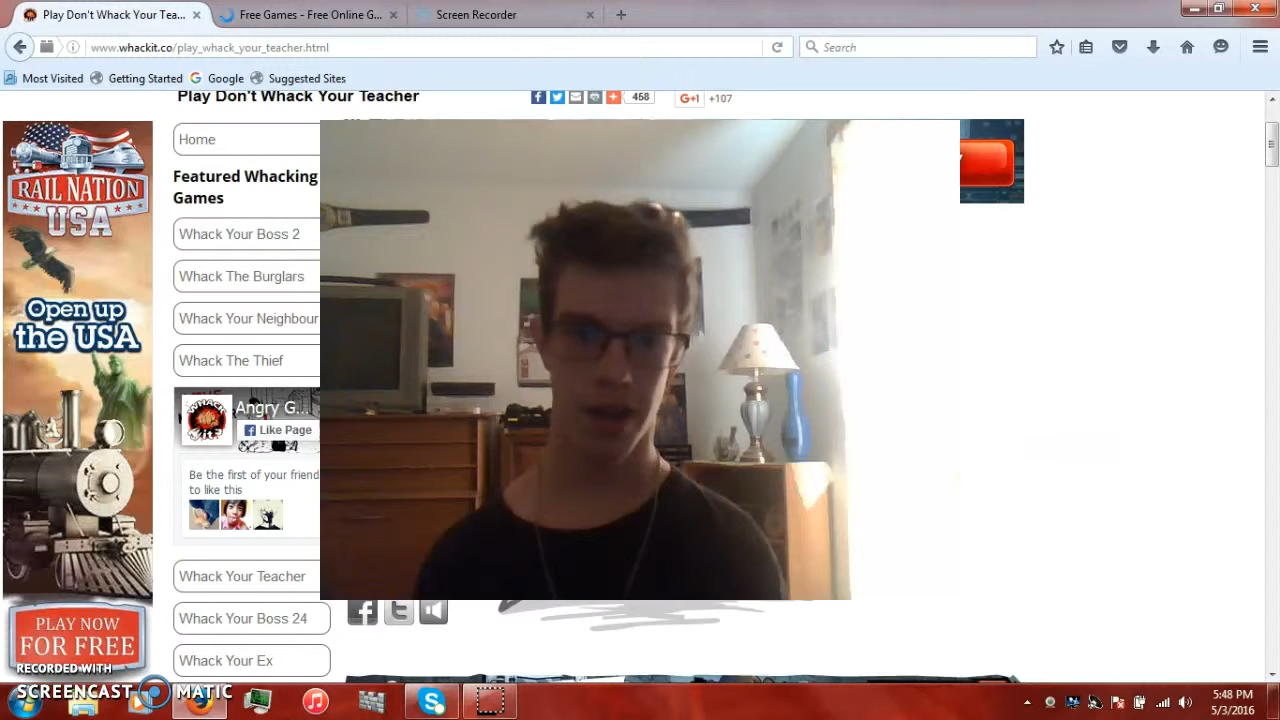 Play Don't Whack Your Tea...
Free Games - Free Online G...
Screen Recorder
www.whackit.co/play_whack_your_teacher.html
Search
Most Visited
Getting Started
Google
Suggested Sites
Play Don't Whack Your Teacher
458
G+1
+107
Home
Featured Whacking
Games
Whack Your Boss 2
Whack The Burglars
Whack Your Neighbour
Whack The Thief
Angry G...
Like Page
Be the first of your friend
to like this
Whack Your Teacher
Whack Your Boss 24
Whack Your Ex
RAIL NATION
USA
Open up
the USA
PLAY NOW
FOR FREE
RECORDED WITH
SCREENCAST MATIC
5:48 PM
5/3/2016